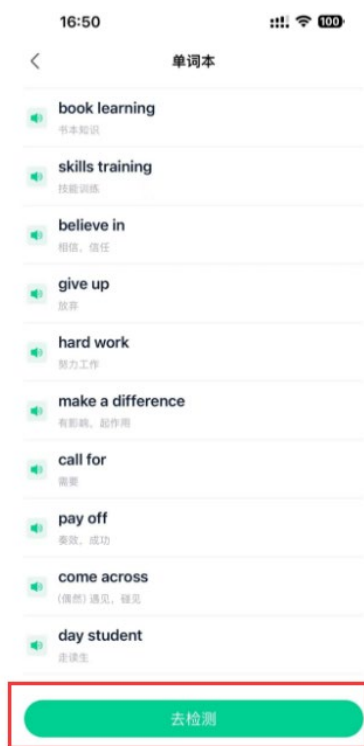 16:50
100
单词本
book learning
书本知识
skills training
技能训练
believe in
相信，信任
give up
放弃
hard work
努力工作
make a difference
有影响，起作用
call for
需要
pay off
奏效，成功
come across
(偶然) 遇见，碰见
day student
走读生
去检测